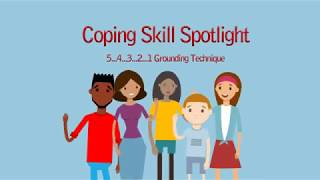 Coping Skill Spotlight
5...4...3...2...1 Grounding Technique